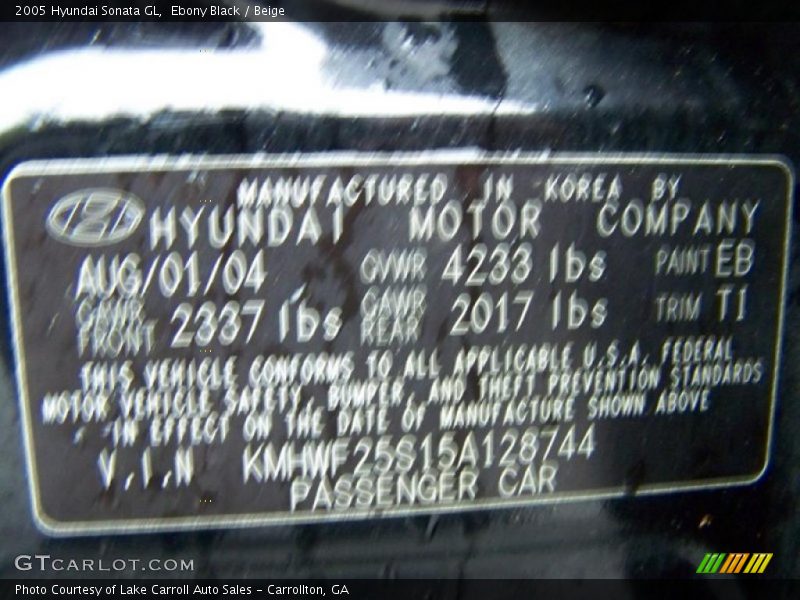 2005 Hyundai Sonata GL, Ebony Black / Beige
MANUFACTURED IN KOREA BY
HYUNDAI MOTOR COMPANY
AUG/01/04 GVWR 4233 lbs PAINT EB
GAWR FRONT 2337 lbs GAWR REAR 2017 lbs TRIM T1
THIS VEHICLE CONFORMS TO ALL APPLICABLE U.S.A. FEDERAL
MOTOR VEHICLE SAFETY, BUMPER, AND THEFT PREVENTION STANDARDS
IN EFFECT ON THE DATE OF MANUFACTURE SHOWN ABOVE
V.I.N KMHWF25S15A128744
PASSENGER CAR
GTCARLOT.COM
Photo Courtesy of Lake Carroll Auto Sales - Carrollton, GA